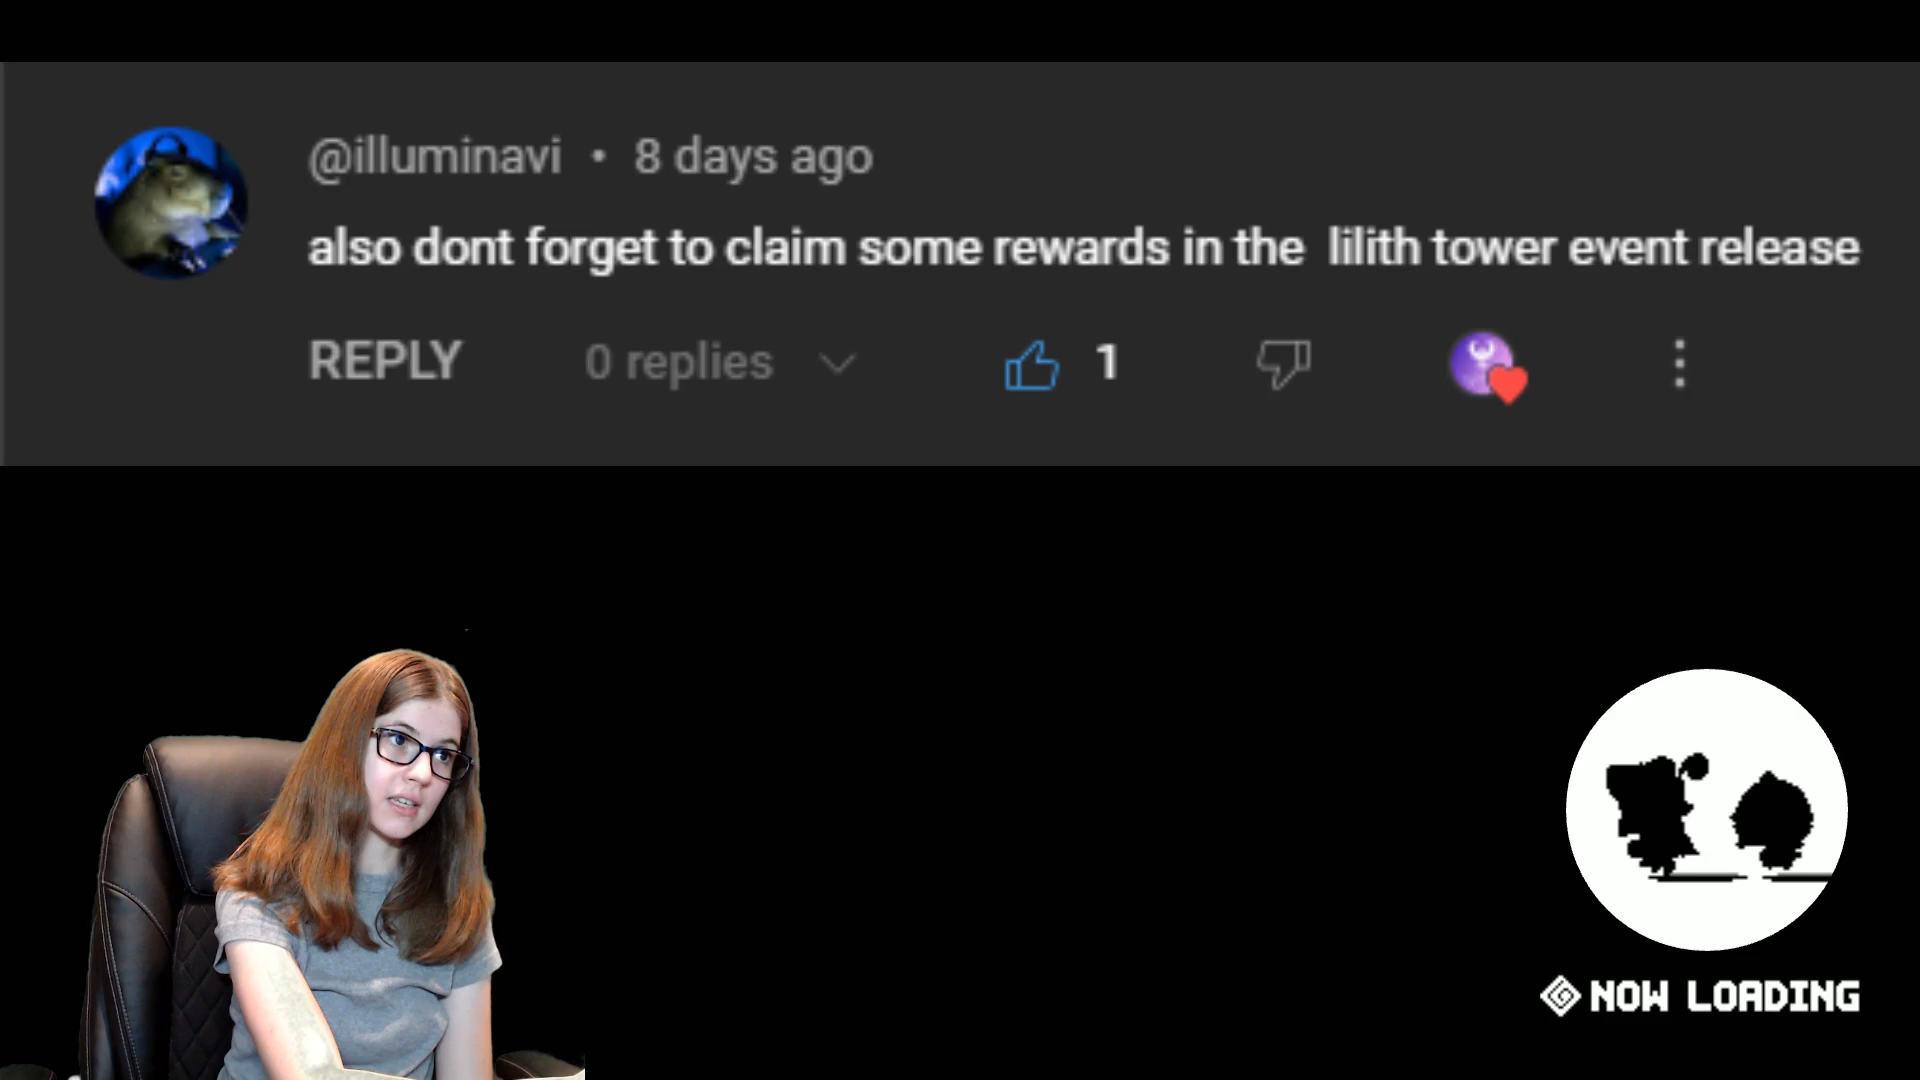 @illuminavi • 8 days ago
also dont forget to claim some rewards in the  lilith tower event release
REPLY 0 replies 1
NOW LOADING